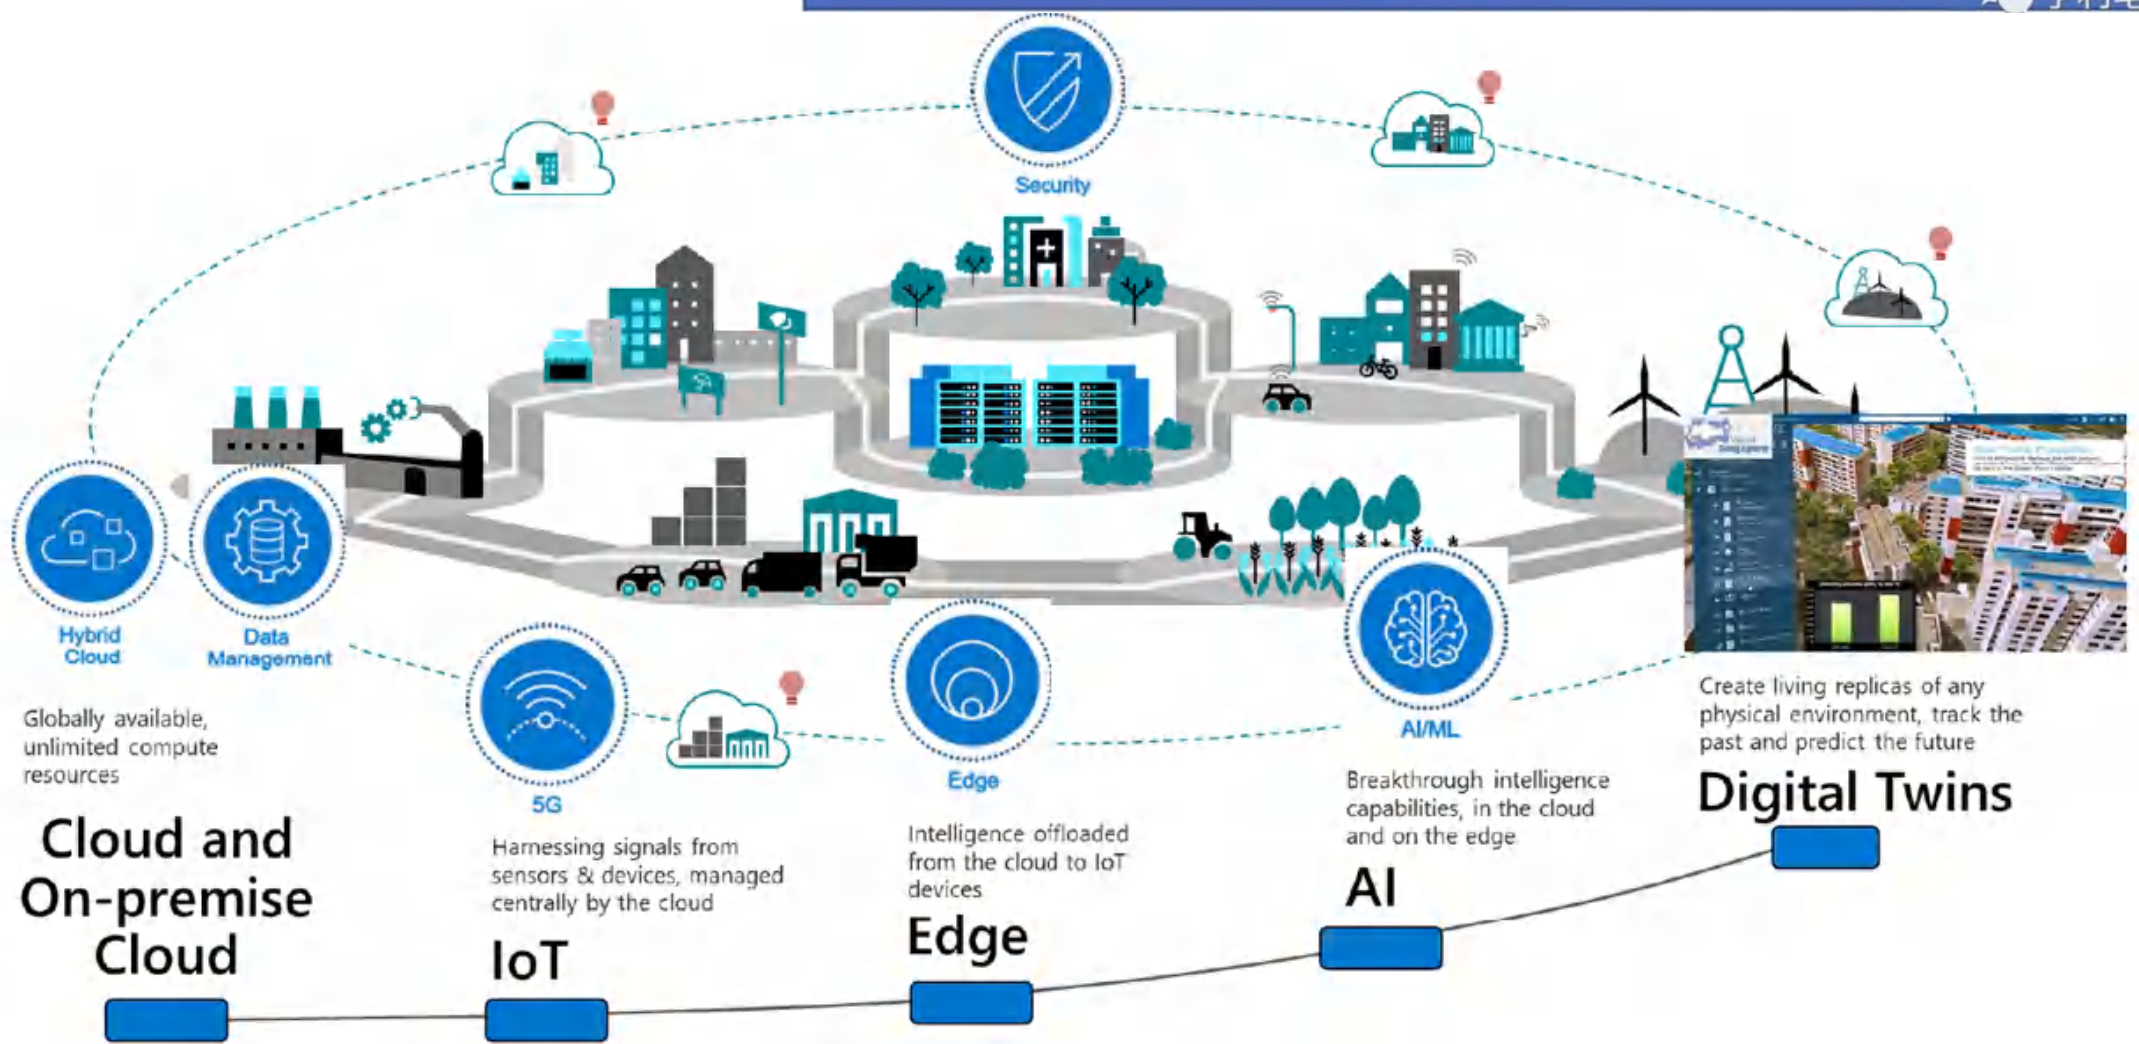 Security
Hybrid
Cloud
Data
Management
5G
Edge
AI/ML
Globally available,
unlimited compute
resources
Cloud and
On-premise
Cloud
Harnessing signals from
sensors & devices, managed
centrally by the cloud
IoT
Intelligence offloaded
from the cloud to IoT
devices
Edge
Breakthrough intelligence
capabilities, in the cloud
and on the edge
AI
Singapore
Create living replicas of any
physical environment, track the
past and predict the future
Digital Twins